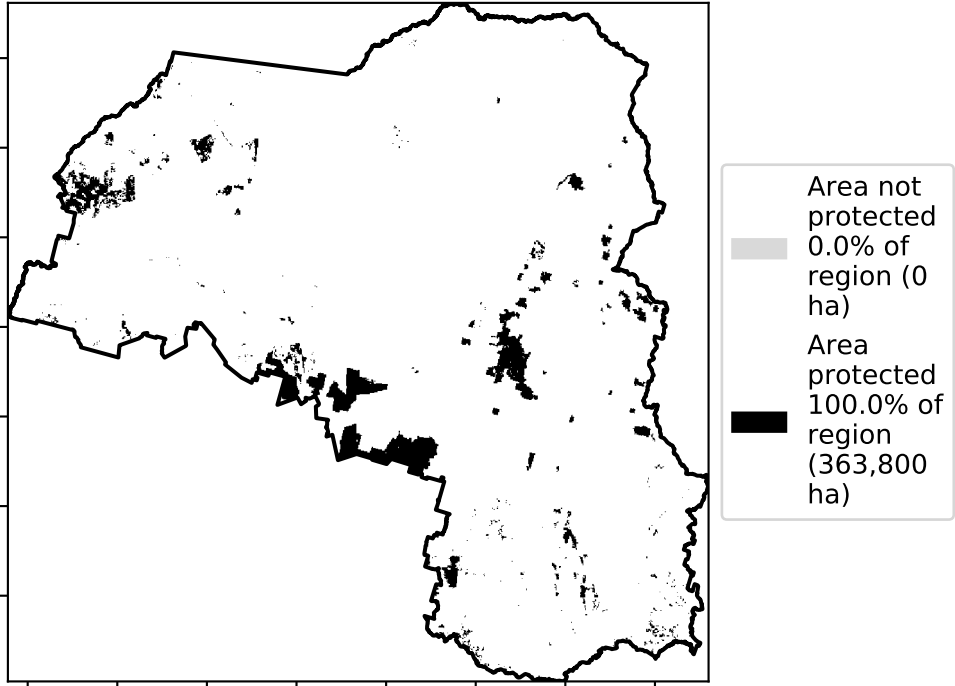 Area not
protected
0.0% of
region (0
ha)
Area
protected
100.0% of
region
(363,800
ha)